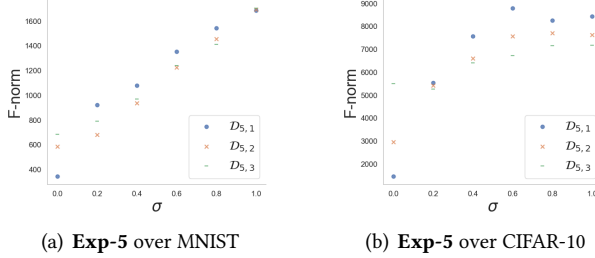 F-norm
1600
1400
1200
1000
800
600
400
0.0 0.2 0.4 0.6 0.8 1.0
σ
𝒟5,1
𝒟5,2
𝒟5,3
(a) Exp-5 over MNIST
F-norm
9000
8000
7000
6000
5000
4000
3000
2000
0.0 0.2 0.4 0.6 0.8 1.0
σ
𝒟5,1
𝒟5,2
𝒟5,3
(b) Exp-5 over CIFAR-10